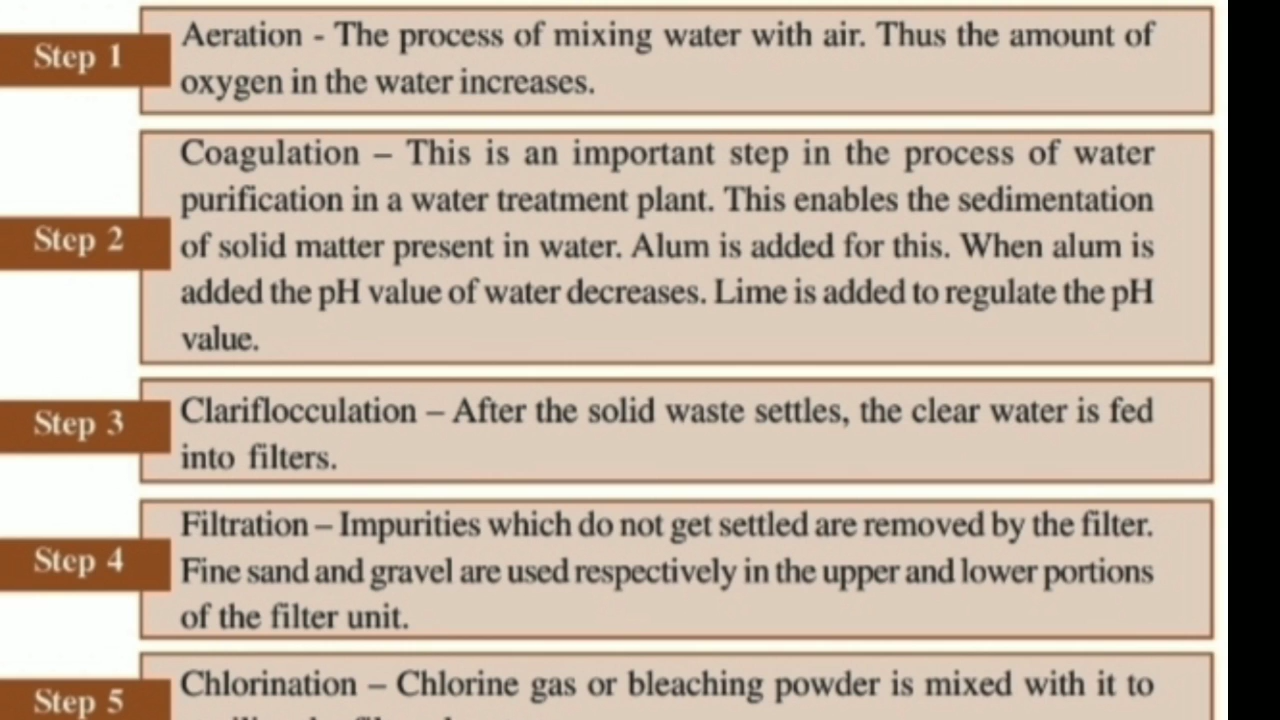 Step 1
Aeration - The process of mixing water with air. Thus the amount of
oxygen in the water increases.
Step 2
Coagulation – This is an important step in the process of water
purification in a water treatment plant. This enables the sedimentation
of solid matter present in water. Alum is added for this. When alum is
added the pH value of water decreases. Lime is added to regulate the pH
value.
Step 3
Clariflocculation – After the solid waste settles, the clear water is fed
into filters.
Step 4
Filtration – Impurities which do not get settled are removed by the filter.
Fine sand and gravel are used respectively in the upper and lower portions
of the filter unit.
Step 5
Chlorination – Chlorine gas or bleaching powder is mixed with it to